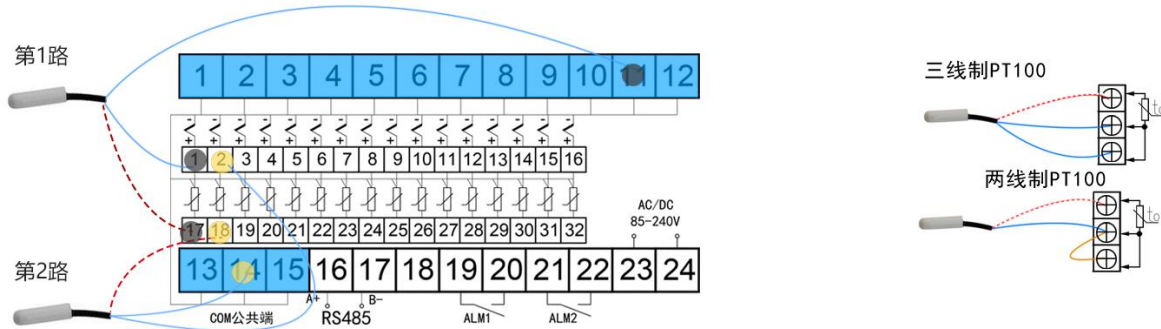 第1路
1 2 3 4 5 6 7 8 9 10 11 12
- - - - - - - - - - - - - - - -
+ + + + + + + + + + + + + + + +
1 2 3 4 5 6 7 8 9 10 11 12 13 14 15 16
AC/DC
85-240V
17 18 19 20 21 22 23 24 25 26 27 28 29 30 31 32
13 14 15 16 17 18 19 20 21 22 23 24
第2路
COM公共端
A+
RS485
B-
ALM1
ALM2
三线制PT100
两线制PT100